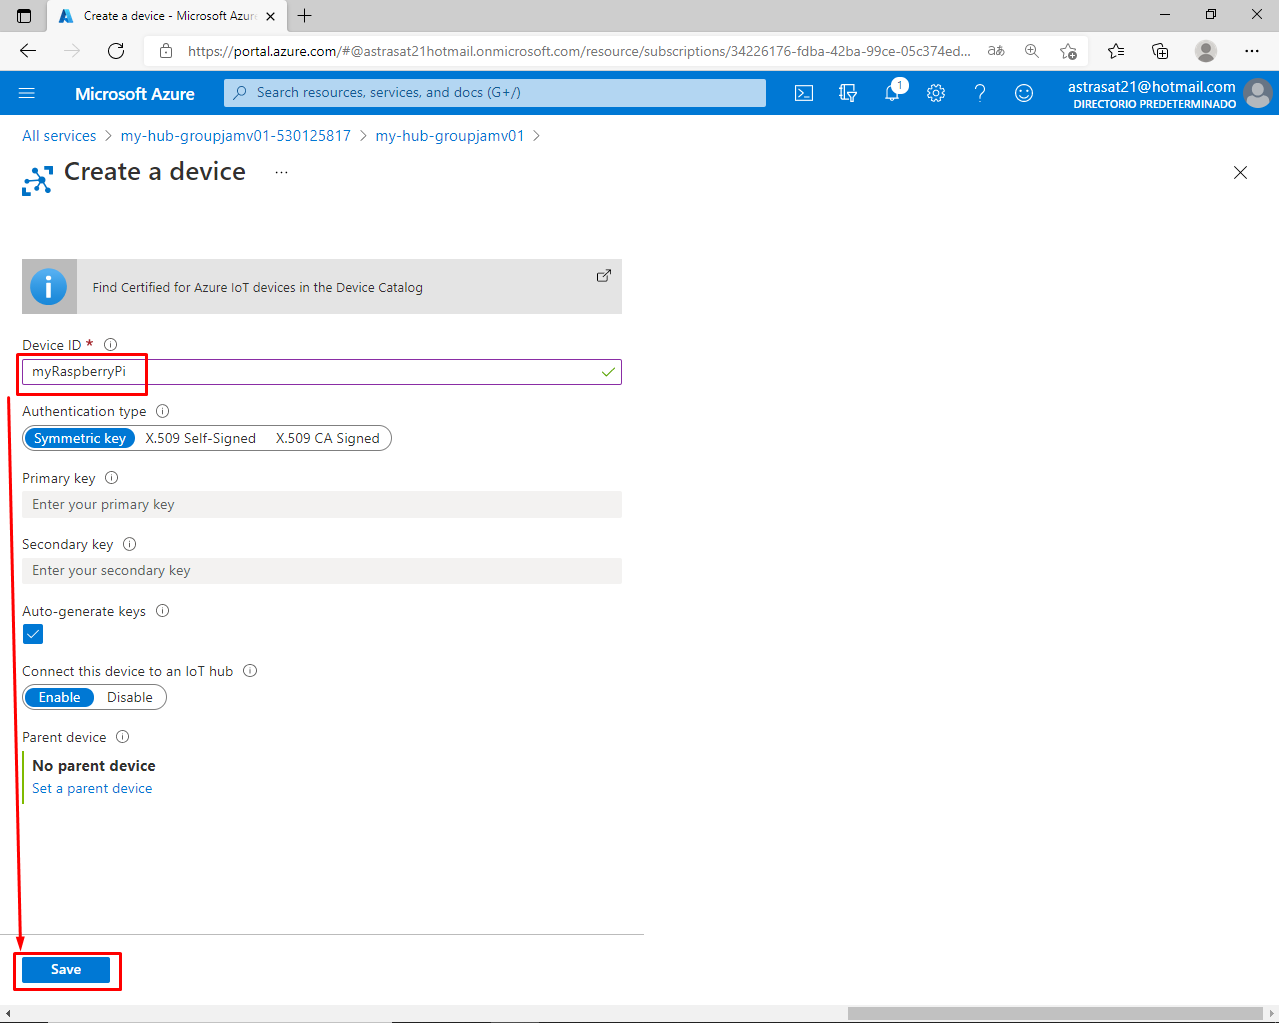 Create a device - Microsoft Azure
https://portal.azure.com/#@astrasat21hotmail.onmicrosoft.com/resource/subscriptions/34226176-fdba-42ba-99ce-05c374ed...
aあ
Microsoft Azure
Search resources, services, and docs (G+/)
1
astrasat21@hotmail.com
DIRECTORIO PREDETERMINADO
All services > my-hub-groupjamv01-530125817 > my-hub-groupjamv01 >
Create a device ...
Find Certified for Azure IoT devices in the Device Catalog
Device ID *
myRaspberryPi
Authentication type
Symmetric key X.509 Self-Signed X.509 CA Signed
Primary key
Enter your primary key
Secondary key
Enter your secondary key
Auto-generate keys
Connect this device to an IoT hub
Enable Disable
Parent device
No parent device
Set a parent device
Save